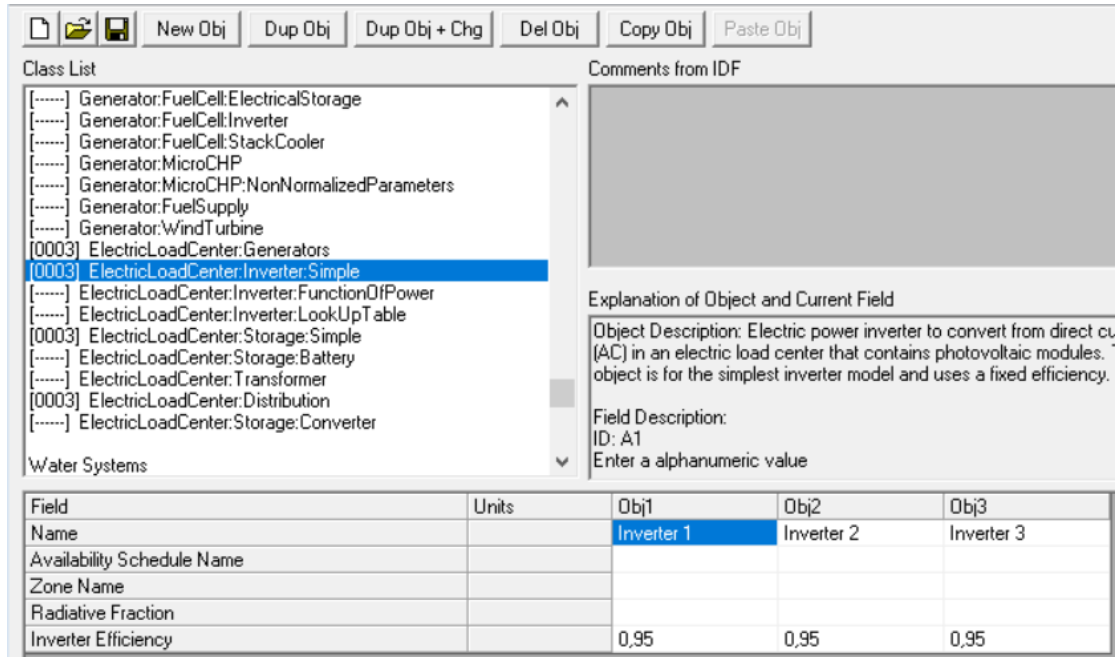 New Obj Dup Obj Dup Obj + Chg Del Obj Copy Obj Paste Obj
Class List
[------] Generator:FuelCell:ElectricalStorage
[------] Generator:FuelCell:Inverter
[------] Generator:FuelCell:StackCooler
[------] Generator:MicroCHP
[------] Generator:MicroCHP:NonNormalizedParameters
[------] Generator:FuelSupply
[------] Generator:WindTurbine
[0003] ElectricLoadCenter:Generators
[0003] ElectricLoadCenter:Inverter:Simple
[------] ElectricLoadCenter:Inverter:FunctionOfPower
[------] ElectricLoadCenter:Inverter:LookUpTable
[0003] ElectricLoadCenter:Storage:Simple
[------] ElectricLoadCenter:Storage:Battery
[------] ElectricLoadCenter:Transformer
[0003] ElectricLoadCenter:Distribution
[------] ElectricLoadCenter:Storage:Converter
Water Systems
Comments from IDF
Explanation of Object and Current Field
Object Description: Electric power inverter to convert from direct cu
(AC) in an electric load center that contains photovoltaic modules. T
object is for the simplest inverter model and uses a fixed efficiency.
Field Description:
ID: A1
Enter a alphanumeric value
Field Units Obj1 Obj2 Obj3
Name Inverter 1 Inverter 2 Inverter 3
Availability Schedule Name
Zone Name
Radiative Fraction
Inverter Efficiency 0,95 0,95 0,95